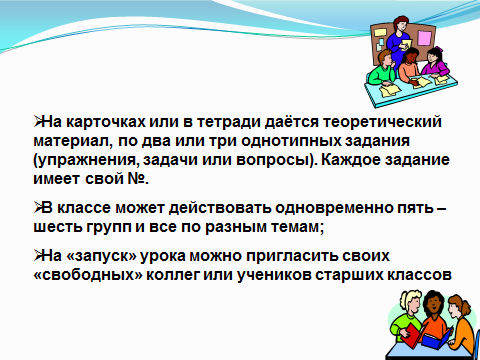 ➢На карточках или в тетради даётся теоретический
материал, по два или три однотипных задания
(упражнения, задачи или вопросы). Каждое задание
имеет свой №.
➢В классе может действовать одновременно пять –
шесть групп и все по разным темам;
➢На «запуск» урока можно пригласить своих
«свободных» коллег или учеников старших классов